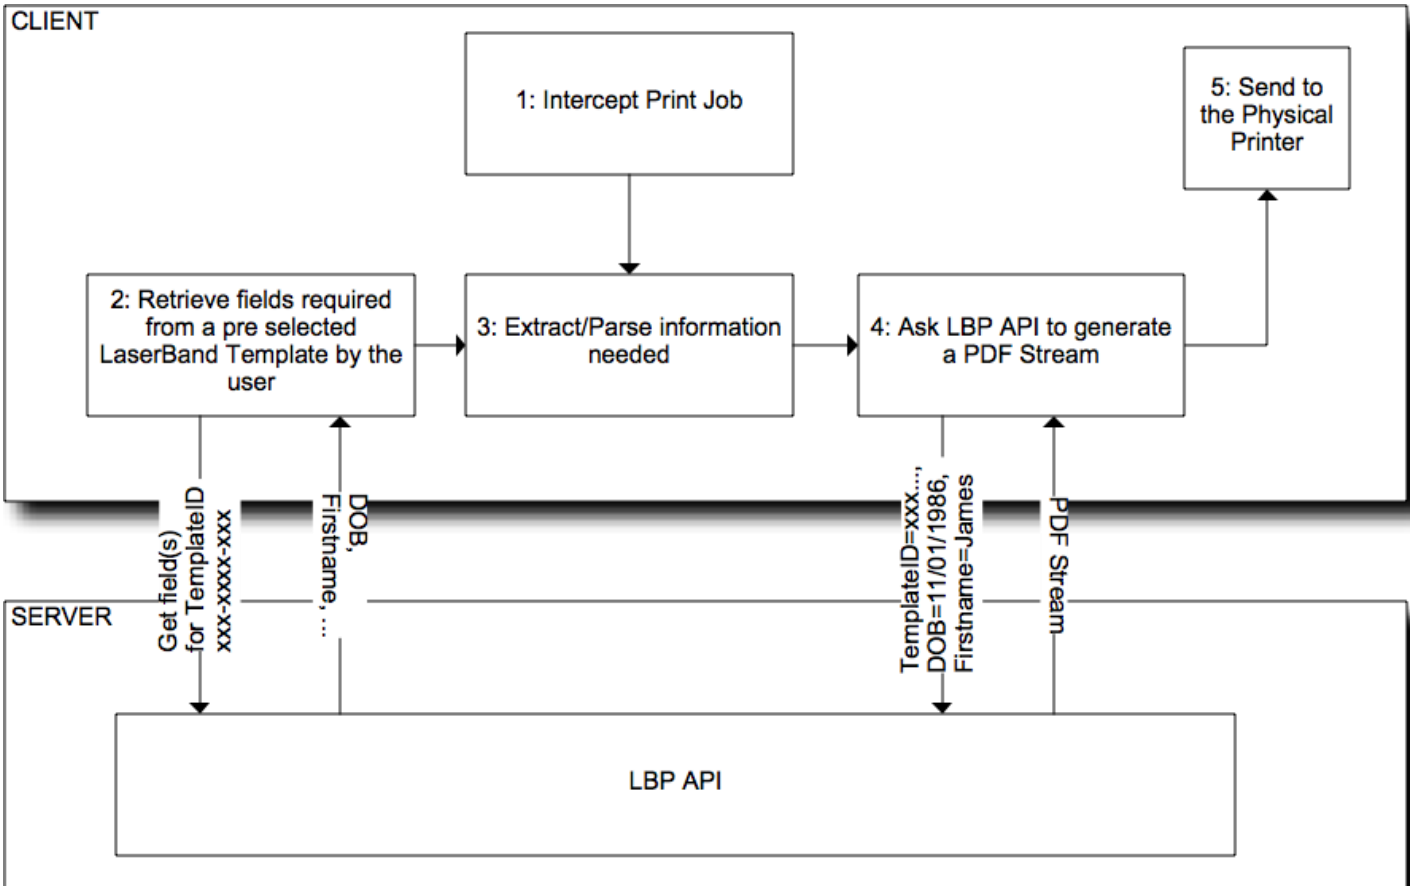 CLIENT
1: Intercept Print Job
5: Send to
the Physical
Printer
2: Retrieve fields required
from a pre selected
LaserBand Template by the
user
3: Extract/Parse information
needed
4: Ask LBP API to generate
a PDF Stream
Get field(s)
for TemplateID
xxx-xxxx-xxx
DOB,
Firstname, ...
TemplateID=xxx...,
DOB=11/01/1986,
Firstname=James
PDF Stream
SERVER
LBP API